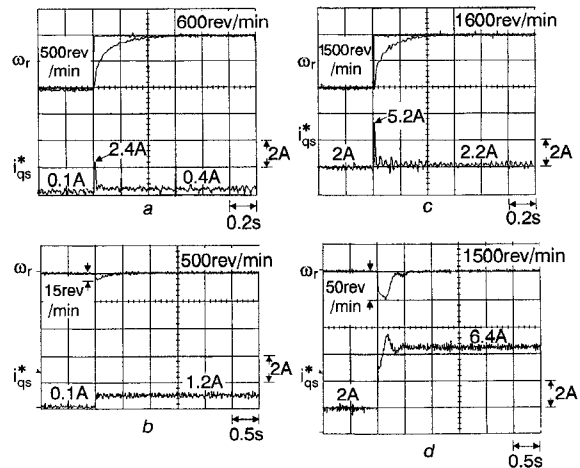 600rev/min
500rev
/min
ωr
2.4A
2A
i*qs
0.1A
0.4A
a
0.2s
1600rev/min
1500rev
/min
ωr
5.2A
2A
i*qs
2A
2.2A
c
0.2s
ωr
500rev/min
15rev
/min
2A
i*qs
0.1A
1.2A
b
0.5s
ωr
1500rev/min
50rev
/min
6.4A
i*qs
2A
2A
d
0.5s